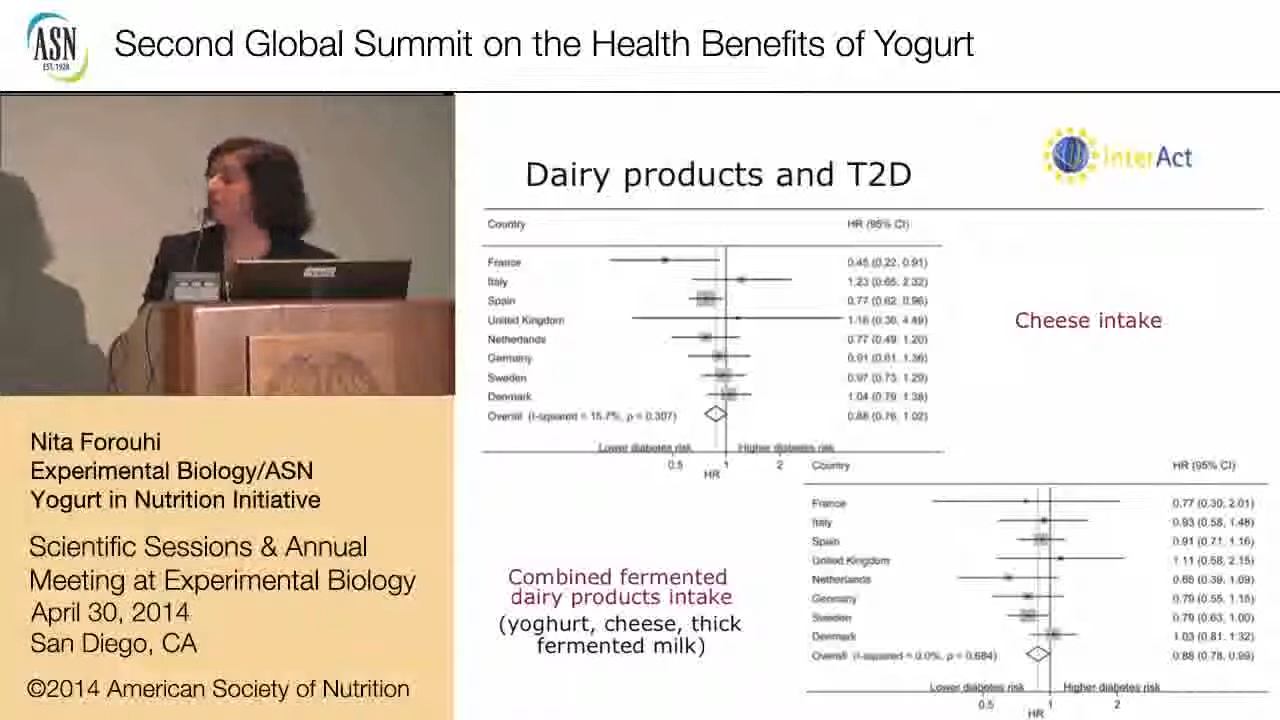 ASN
EST. 1928
Second Global Summit on the Health Benefits of Yogurt
InterAct
Dairy products and T2D
Country HR (95% CI)
France 0.45 (0.22, 0.91)
Italy 1.23 (0.65, 2.32)
Spain 0.77 (0.62, 0.96)
United Kingdom 1.16 (0.30, 4.49)
Netherlands 0.77 (0.49, 1.20)
Germany 0.91 (0.61, 1.36)
Sweden 0.97 (0.73, 1.29)
Denmark 1.04 (0.79, 1.38)
Overall (I-squared = 15.7%, p = 0.307) 0.88 (0.76, 1.02)
Lower diabetes risk Higher diabetes risk
0.5 1 2
HR
Cheese intake
Country HR (95% CI)
France 0.77 (0.30, 2.01)
Italy 0.93 (0.58, 1.48)
Spain 0.91 (0.71, 1.16)
United Kingdom 1.11 (0.58, 2.15)
Netherlands
Germany 0.79 (0.55, 1.15)
Sweden 0.79 (0.63, 1.00)
Denmark 1.03 (0.81, 1.32)
Overall (I-squared = 0.0%, p = 0.684) 0.88 (0.78, 0.99)
Lower diabetes risk Higher diabetes risk
0.5 1 2
HR
Combined fermented
dairy products intake
(yoghurt, cheese, thick
fermented milk)
Nita Forouhi
Experimental Biology/ASN
Yogurt in Nutrition Initiative
Scientific Sessions & Annual
Meeting at Experimental Biology
April 30, 2014
San Diego, CA
©2014 American Society of Nutrition